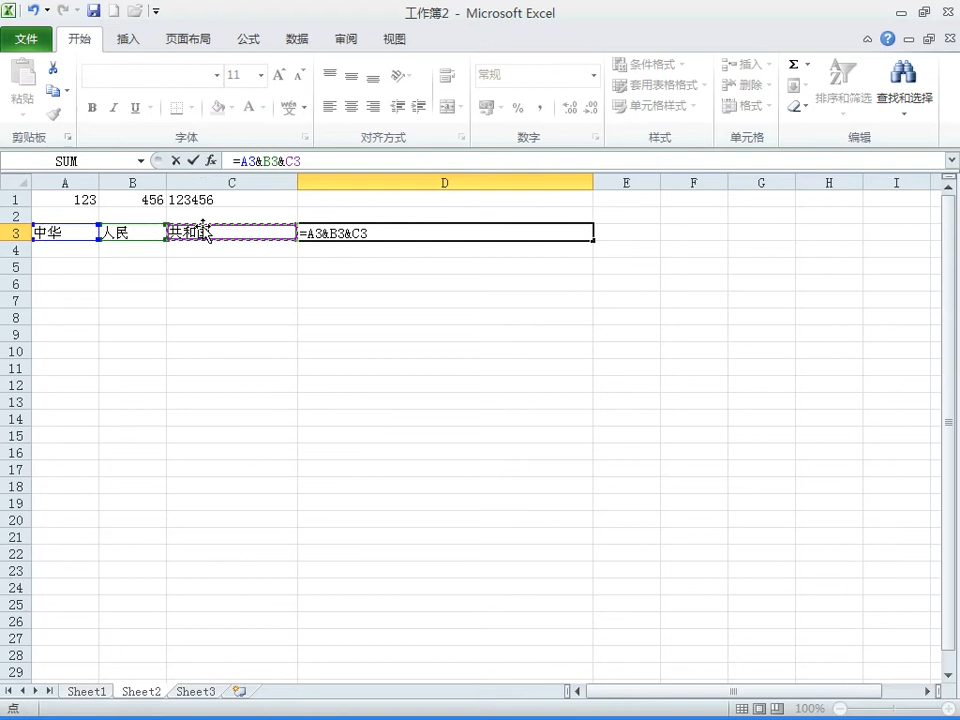 工作簿2 - Microsoft Excel
文件 开始 插入 页面布局 公式 数据 审阅 视图
粘贴 11 常规 条件格式 套用表格格式 单元格样式 插入 删除 格式 排序和筛选 查找和选择
剪贴板 字体 对齐方式 数字 样式 单元格 编辑
SUM =A3&B3&C3
A B C D E F G H I
1 123 456 123456
2
3 中华 人民 共和国 =A3&B3&C3
4
5
6
7
8
9
10
11
12
13
14
15
16
17
18
19
20
21
22
23
24
25
26
27
28
29
Sheet1 Sheet2 Sheet3
点 100%